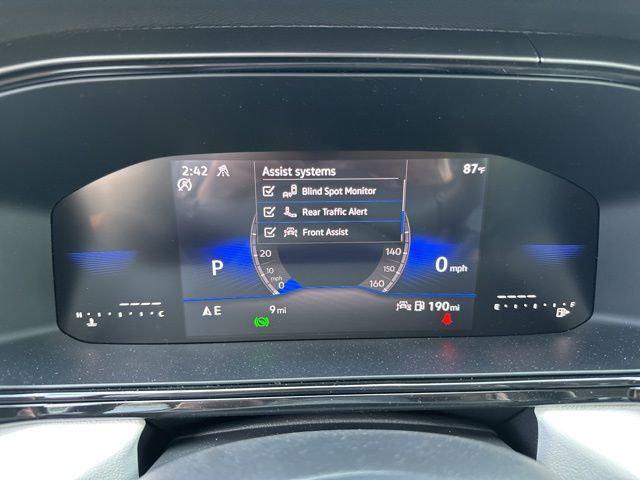 2:42
Assist systems
87°F
Blind Spot Monitor
Rear Traffic Alert
Front Assist
20
140
P
10
mph
150
0 mph
0
160
E
9 mi
190 mi
E
F